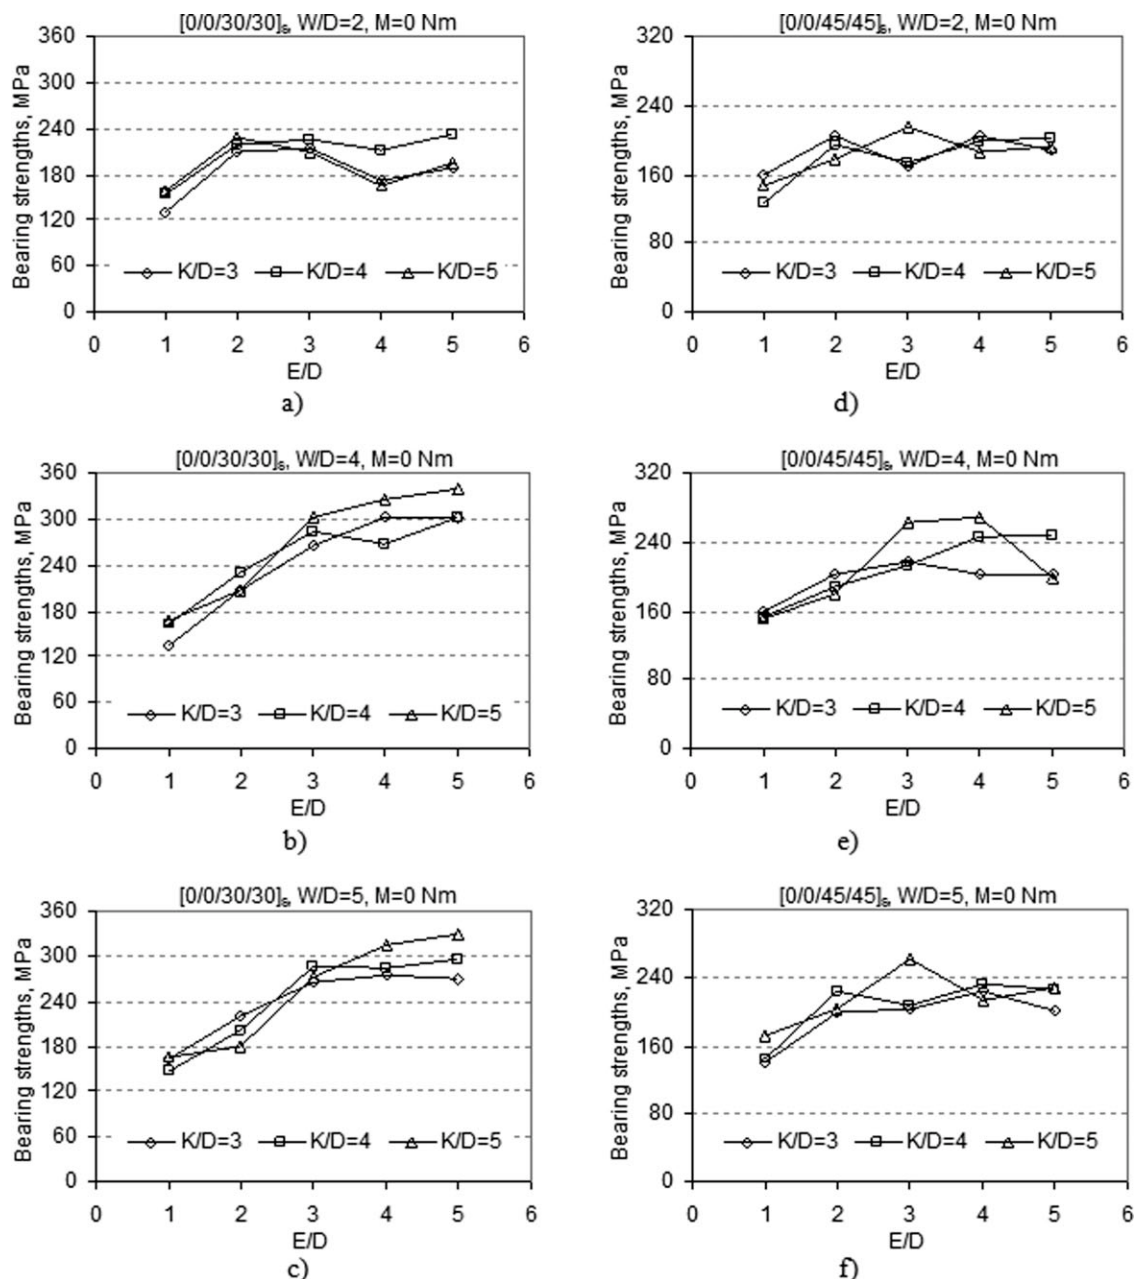 [0/0/30/30]s, W/D=2, M=0 Nm
Bearing strengths, MPa
360
300
240
180
120
60
0
K/D=3 K/D=4 K/D=5
0 1 2 3 4 5 6
E/D
a)
[0/0/45/45]s, W/D=2, M=0 Nm
Bearing strengths, MPa
320
240
160
80
0
K/D=3 K/D=4 K/D=5
0 1 2 3 4 5 6
E/D
d)
[0/0/30/30]s, W/D=4, M=0 Nm
Bearing strengths, MPa
360
300
240
180
120
60
0
K/D=3 K/D=4 K/D=5
0 1 2 3 4 5 6
E/D
b)
[0/0/45/45]s, W/D=4, M=0 Nm
Bearing strengths, MPa
320
240
160
80
0
K/D=3 K/D=4 K/D=5
0 1 2 3 4 5 6
E/D
e)
[0/0/30/30]s, W/D=5, M=0 Nm
Bearing strengths, MPa
360
300
240
180
120
60
0
K/D=3 K/D=4 K/D=5
0 1 2 3 4 5 6
E/D
c)
[0/0/45/45]s, W/D=5, M=0 Nm
Bearing strengths, MPa
320
240
160
80
0
K/D=3 K/D=4 K/D=5
0 1 2 3 4 5 6
E/D
f)